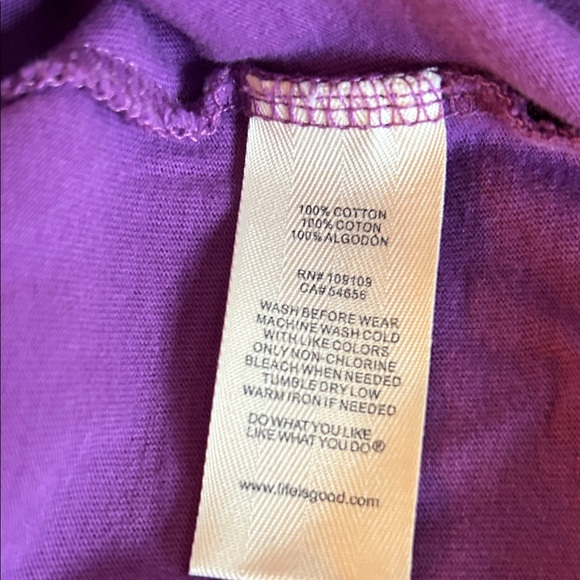 100% COTTON
100% COTON
100% ALGODÓN
RN# 109109
CA# 54656
WASH BEFORE WEAR
MACHINE WASH COLD
WITH LIKE COLORS
ONLY NON-CHLORINE
BLEACH WHEN NEEDED
TUMBLE DRY LOW
WARM IRON IF NEEDED
DO WHAT YOU LIKE
LIKE WHAT YOU DO®
www.lifeisgood.com